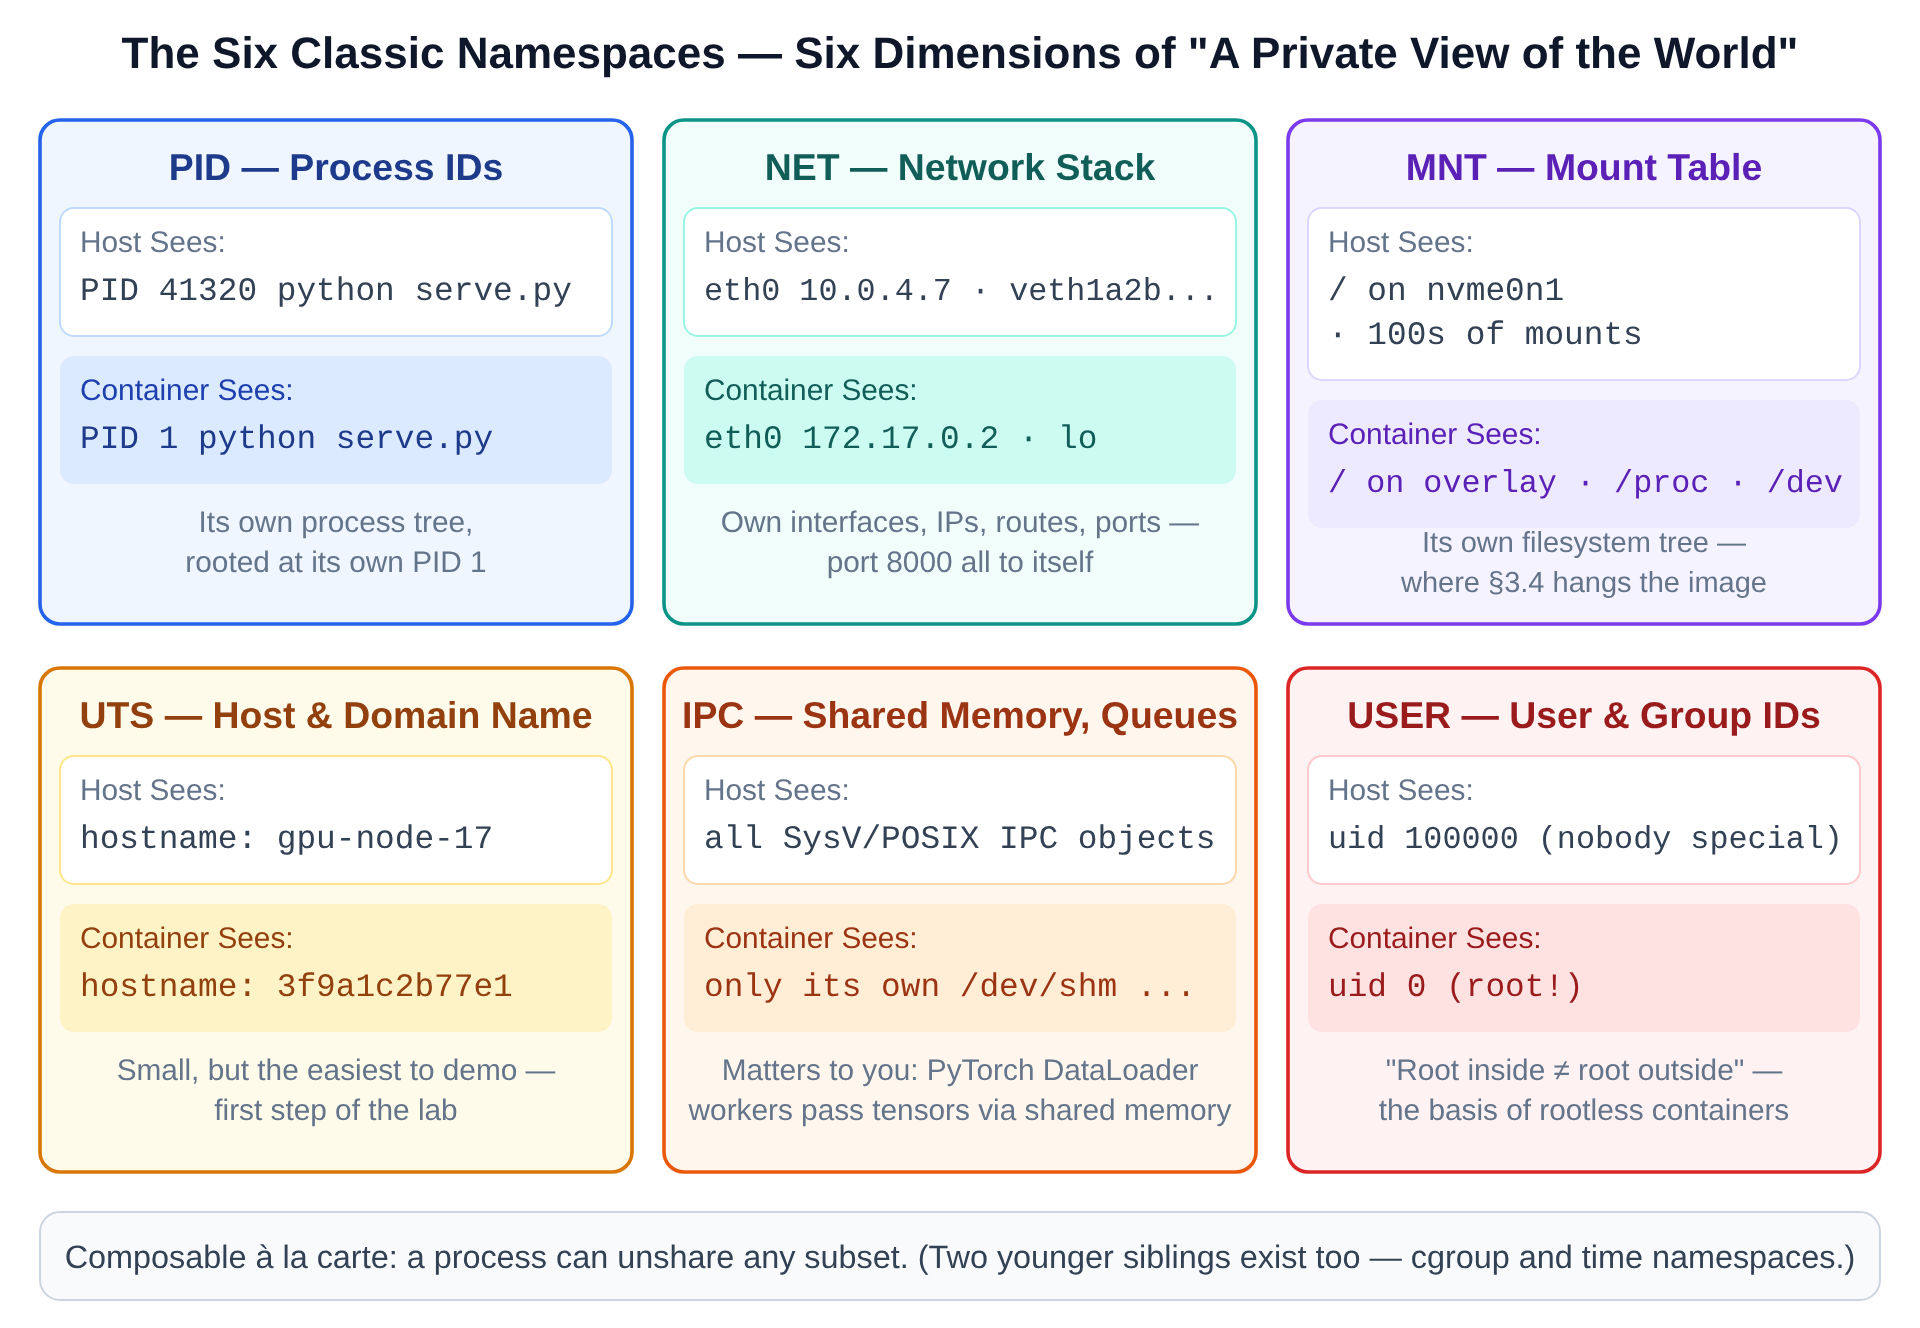 The Six Classic Namespaces — Six Dimensions of "A Private View of the World"
PID — Process IDs
Host Sees:
PID 41320 python serve.py
Container Sees:
PID 1 python serve.py
Its own process tree,
rooted at its own PID 1
NET — Network Stack
Host Sees:
eth0 10.0.4.7 · veth1a2b...
Container Sees:
eth0 172.17.0.2 · lo
Own interfaces, IPs, routes, ports —
port 8000 all to itself
MNT — Mount Table
Host Sees:
/ on nvme0n1
· 100s of mounts
Container Sees:
/ on overlay · /proc · /dev
Its own filesystem tree —
where §3.4 hangs the image
UTS — Host & Domain Name
Host Sees:
hostname: gpu-node-17
Container Sees:
hostname: 3f9a1c2b77e1
Small, but the easiest to demo —
first step of the lab
IPC — Shared Memory, Queues
Host Sees:
all SysV/POSIX IPC objects
Container Sees:
only its own /dev/shm ...
Matters to you: PyTorch DataLoader
workers pass tensors via shared memory
USER — User & Group IDs
Host Sees:
uid 100000 (nobody special)
Container Sees:
uid 0 (root!)
"Root inside ≠ root outside" —
the basis of rootless containers
Composable à la carte: a process can unshare any subset. (Two younger siblings exist too — cgroup and time namespaces.)